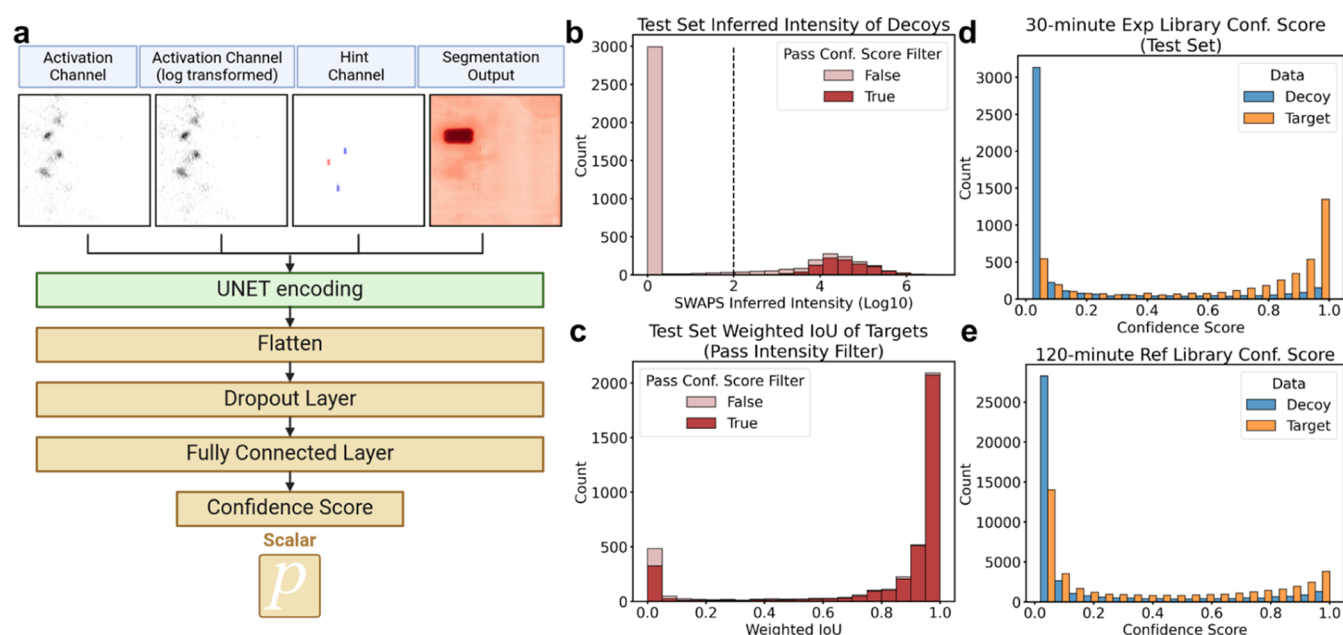 a
Activation Channel
Activation Channel (log transformed)
Hint Channel
Segmentation Output
UNET encoding
Flatten
Dropout Layer
Fully Connected Layer
Confidence Score
Scalar
p
b
Test Set Inferred Intensity of Decoys
Pass Conf. Score Filter
False
True
Count
3000
2500
2000
1500
1000
500
0
0 2 4 6
SWAPS Inferred Intensity (Log10)
c
Test Set Weighted IoU of Targets
(Pass Intensity Filter)
Pass Conf. Score Filter
False
True
Count
2000
1500
1000
500
0
0.0 0.2 0.4 0.6 0.8 1.0
Weighted IoU
d
30-minute Exp Library Conf. Score
(Test Set)
Data
Decoy
Target
Count
3000
2500
2000
1500
1000
500
0
0.0 0.2 0.4 0.6 0.8 1.0
Confidence Score
e
120-minute Ref Library Conf. Score
Data
Decoy
Target
Count
25000
20000
15000
10000
5000
0
0.0 0.2 0.4 0.6 0.8 1.0
Confidence Score